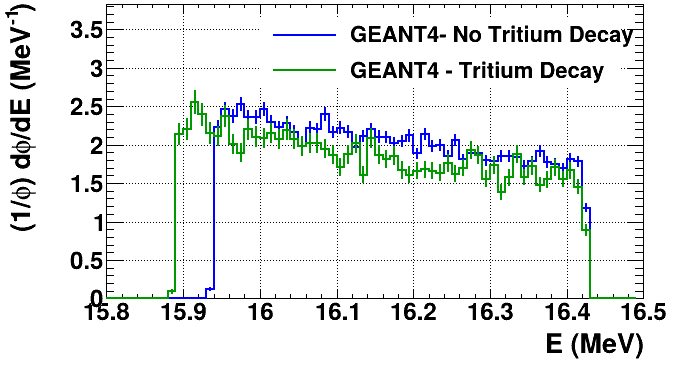 (1/ϕ) dϕ/dE (MeV⁻¹)
GEANT4- No Tritium Decay
GEANT4 - Tritium Decay
3.5
3
2.5
2
1.5
1
0.5
0
15.8 15.9 16 16.1 16.2 16.3 16.4 16.5
E (MeV)